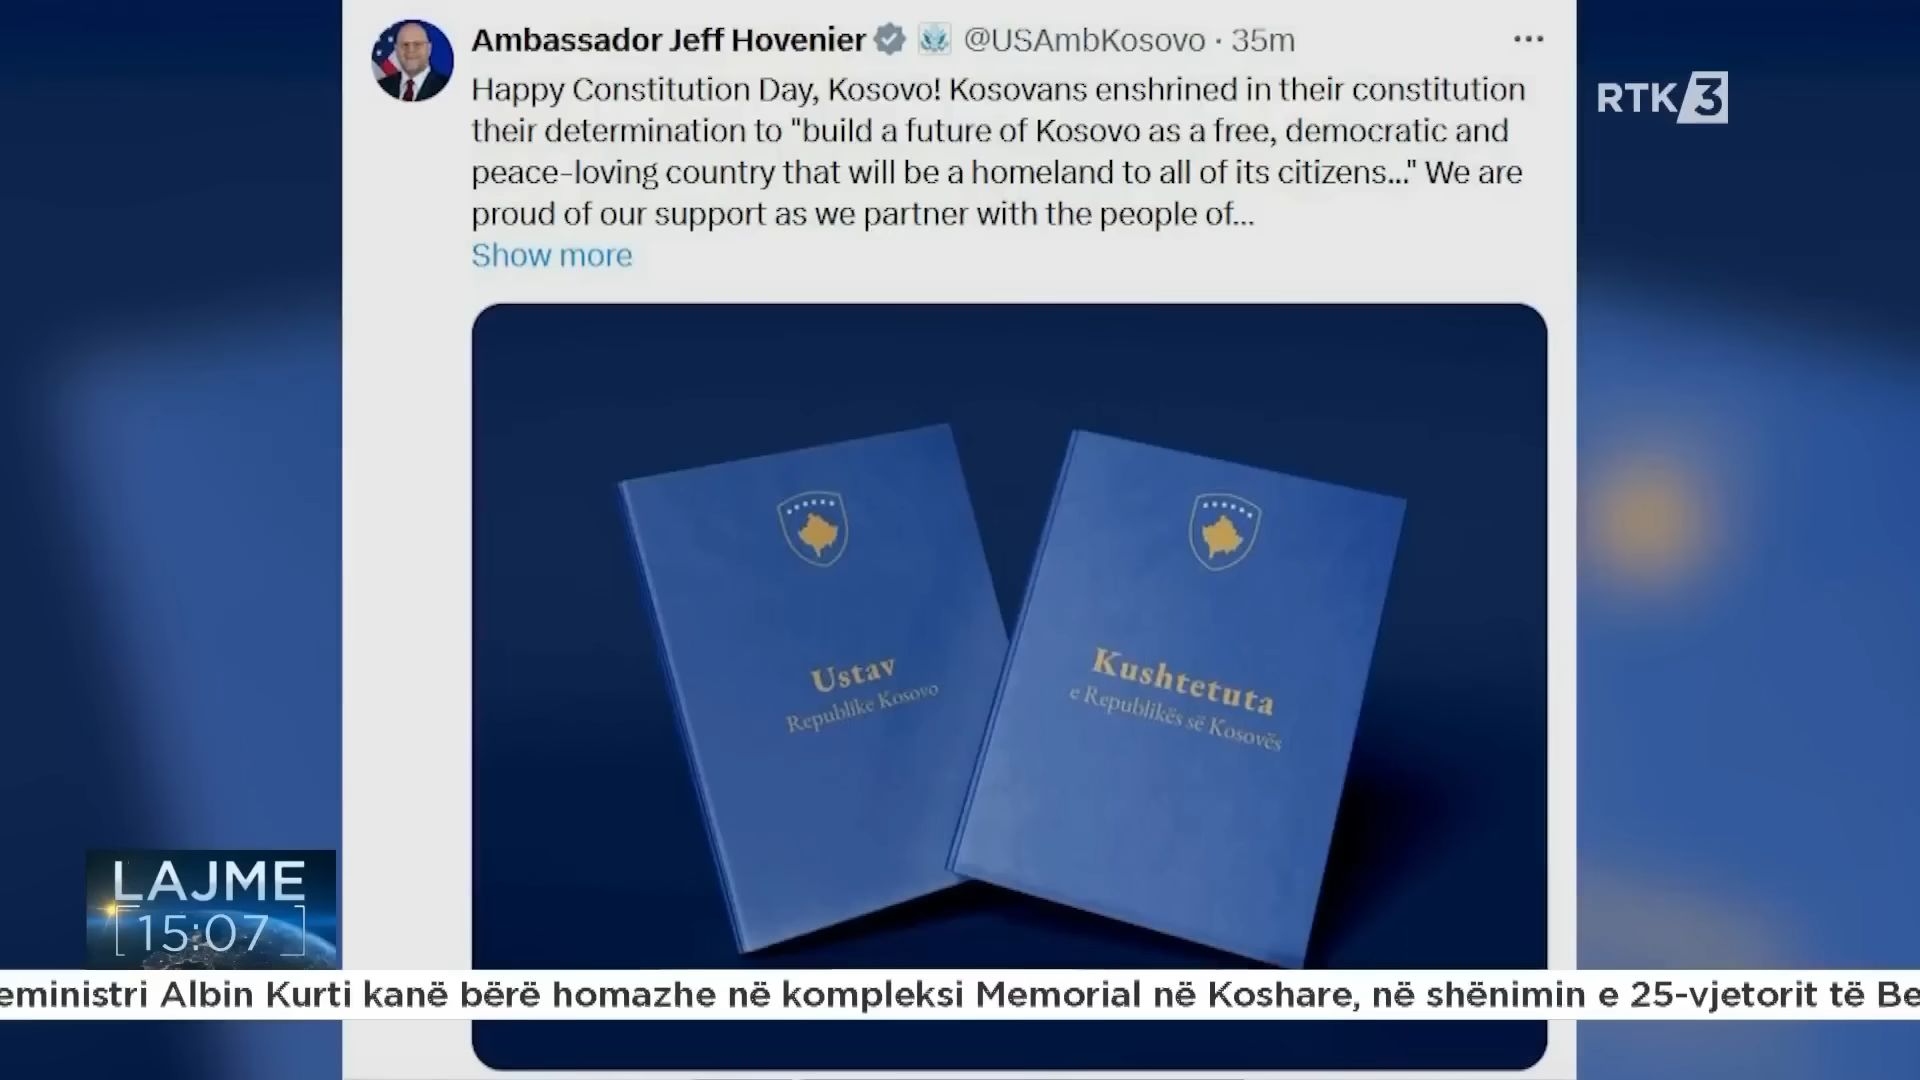 Ambassador Jeff Hovenier @USAmbKosovo · 35m
Happy Constitution Day, Kosovo! Kosovans enshrined in their constitution
their determination to "build a future of Kosovo as a free, democratic and
peace-loving country that will be a homeland to all of its citizens..." We are
proud of our support as we partner with the people of...
Show more
RTK 3
Ustav
Republike Kosovo
Kushtetuta
e Republikës së Kosovës
LAJME
15:07
eministri Albin Kurti kanë bërë homazhe në kompleksi Memorial në Koshare, në shënimin e 25-vjetorit të Be